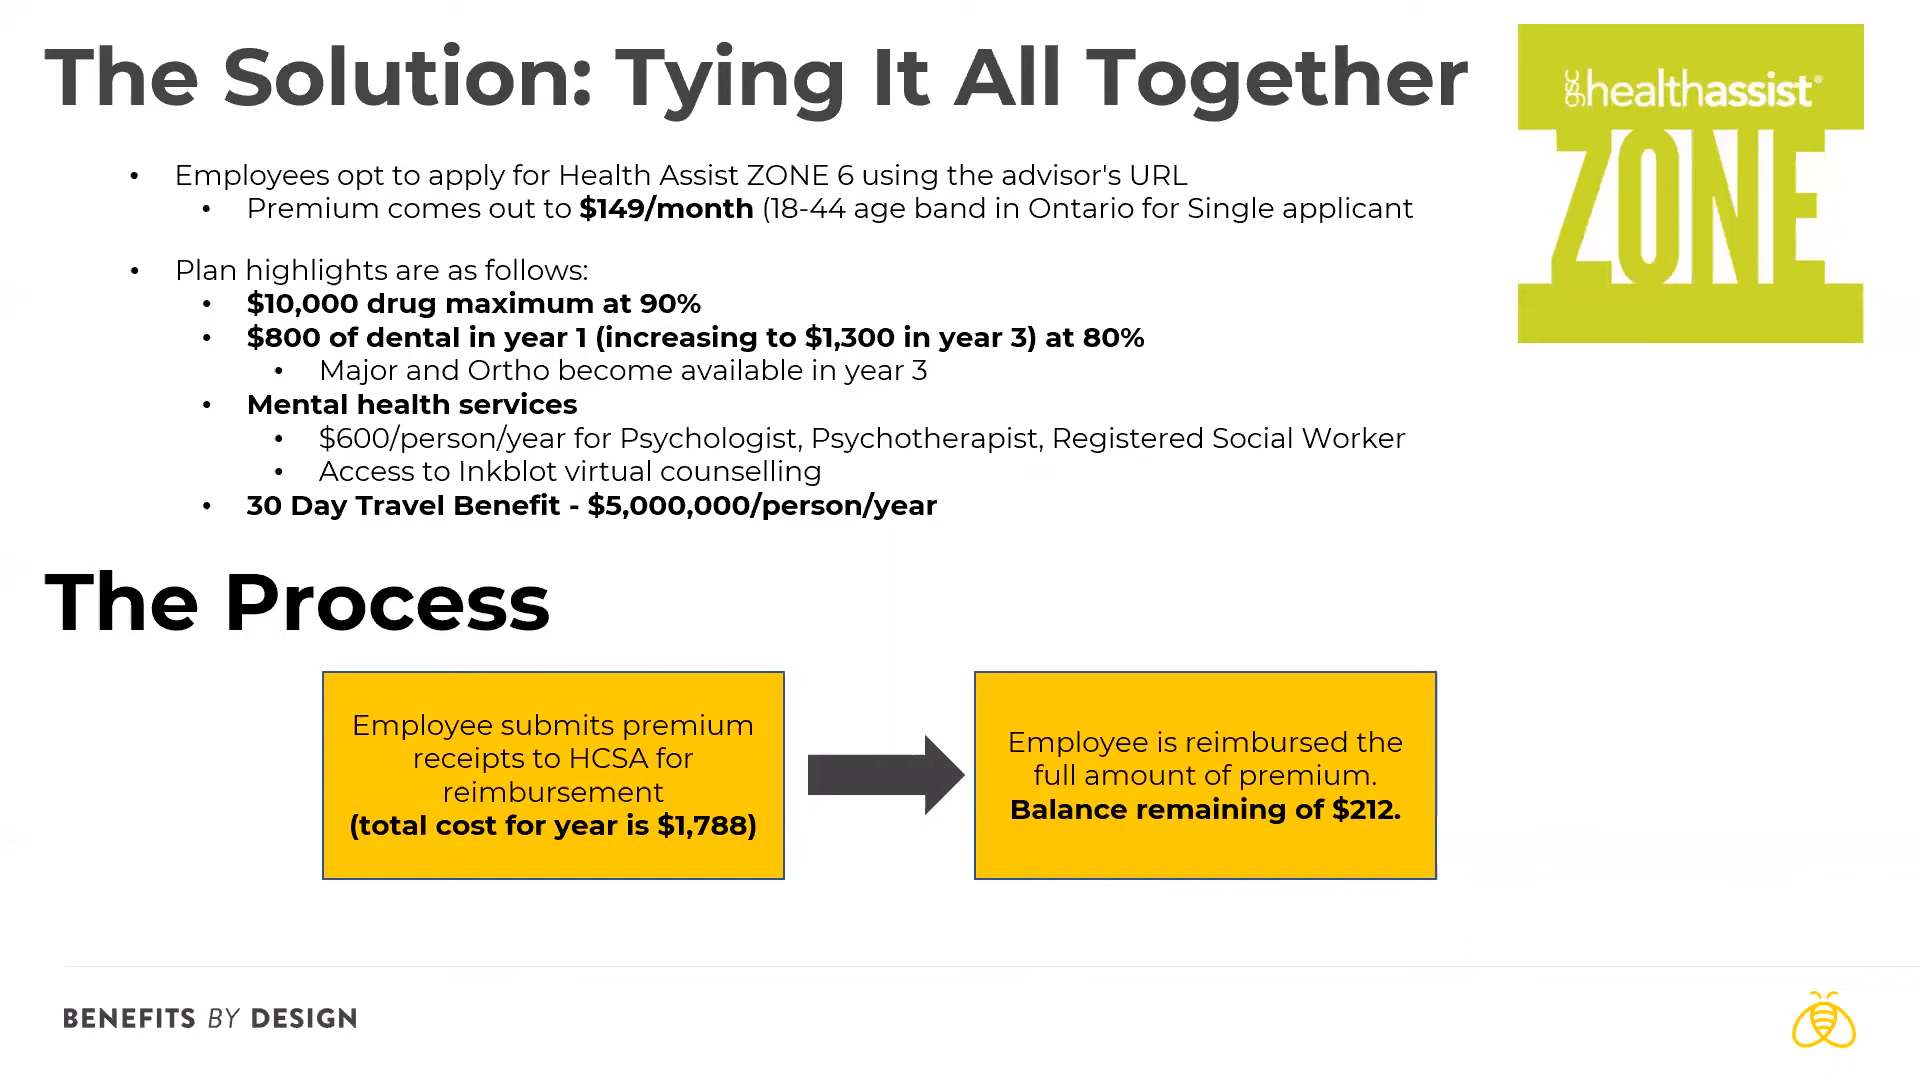 The Solution: Tying It All Together
gsc healthassist®
ZONE
• Employees opt to apply for Health Assist ZONE 6 using the advisor's URL
• Premium comes out to $149/month (18-44 age band in Ontario for Single applicant
• Plan highlights are as follows:
• $10,000 drug maximum at 90%
• $800 of dental in year 1 (increasing to $1,300 in year 3) at 80%
• Major and Ortho become available in year 3
• Mental health services
• $600/person/year for Psychologist, Psychotherapist, Registered Social Worker
• Access to Inkblot virtual counselling
• 30 Day Travel Benefit - $5,000,000/person/year
The Process
Employee submits premium
receipts to HCSA for
reimbursement
(total cost for year is $1,788)
Employee is reimbursed the
full amount of premium.
Balance remaining of $212.
BENEFITS BY DESIGN